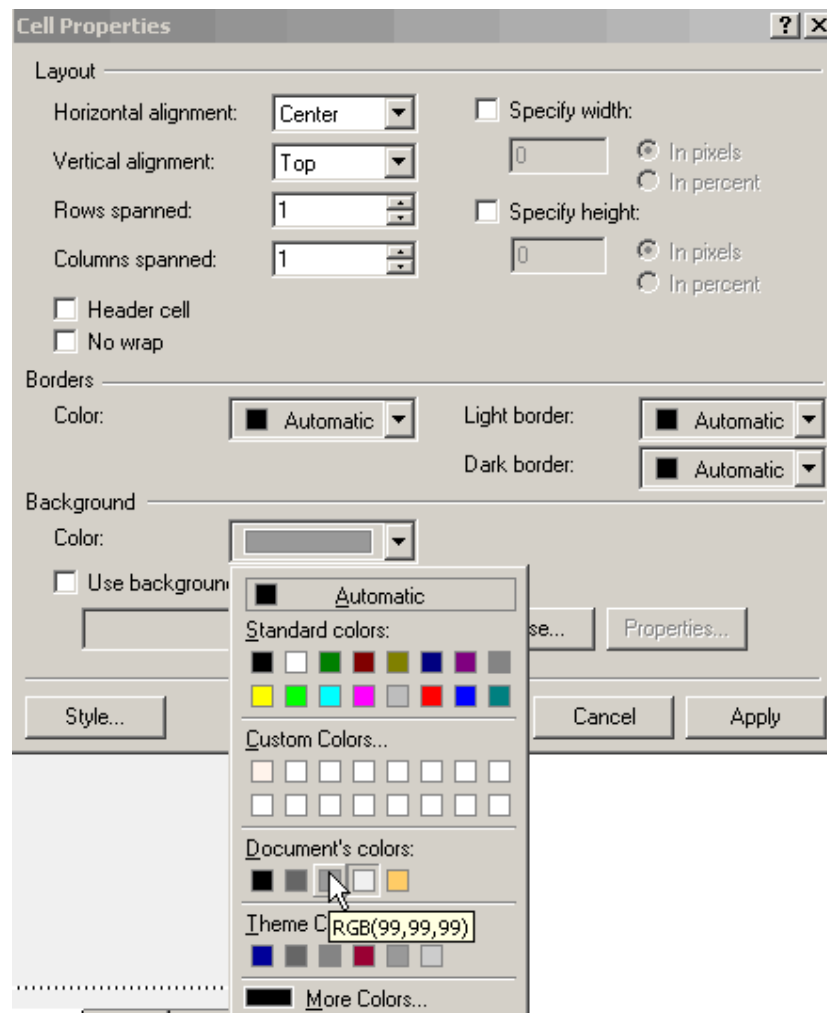 Cell Properties
Layout
Horizontal alignment: Center
Specify width:
Vertical alignment: Top
0 In pixels
In percent
Rows spanned: 1
Specify height:
Columns spanned: 1
0 In pixels
In percent
Header cell
No wrap
Borders
Color: Automatic Light border: Automatic
Dark border: Automatic
Background
Color:
Use backgroun
Automatic
Standard colors:
se... Properties...
Style... Cancel Apply
Custom Colors...
Document's colors:
Theme C
RGB(99,99,99)
More Colors...